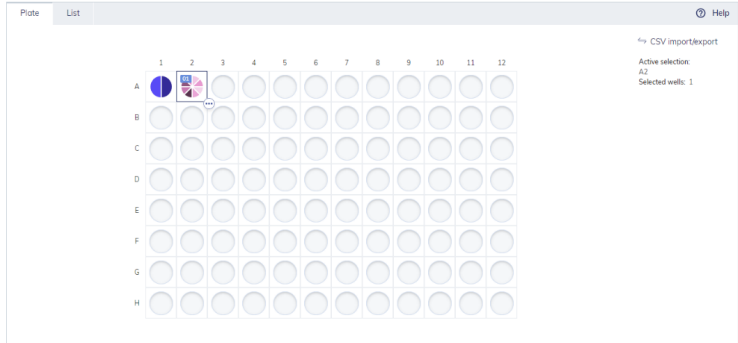 Plate List Help
CSV import/export
1 2 3 4 5 6 7 8 9 10 11 12
Active selection:
A2
Selected wells: 1
A 01
B
C
D
E
F
G
H